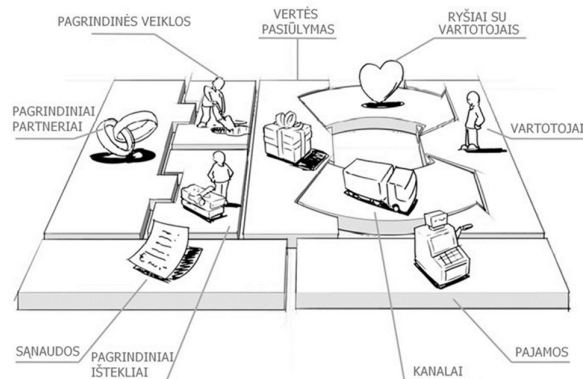 PAGRINDINĖS VEIKLOS
VERTĖS
PASIŪLYMAS
RYŠIAI SU
VARTOTOJAIS
PAGRINDINIAI
PARTNERIAI
VARTOTOJAI
SĄNAUDOS
PAGRINDINIAI
IŠTEKLIAI
KANALAI
PAJAMOS